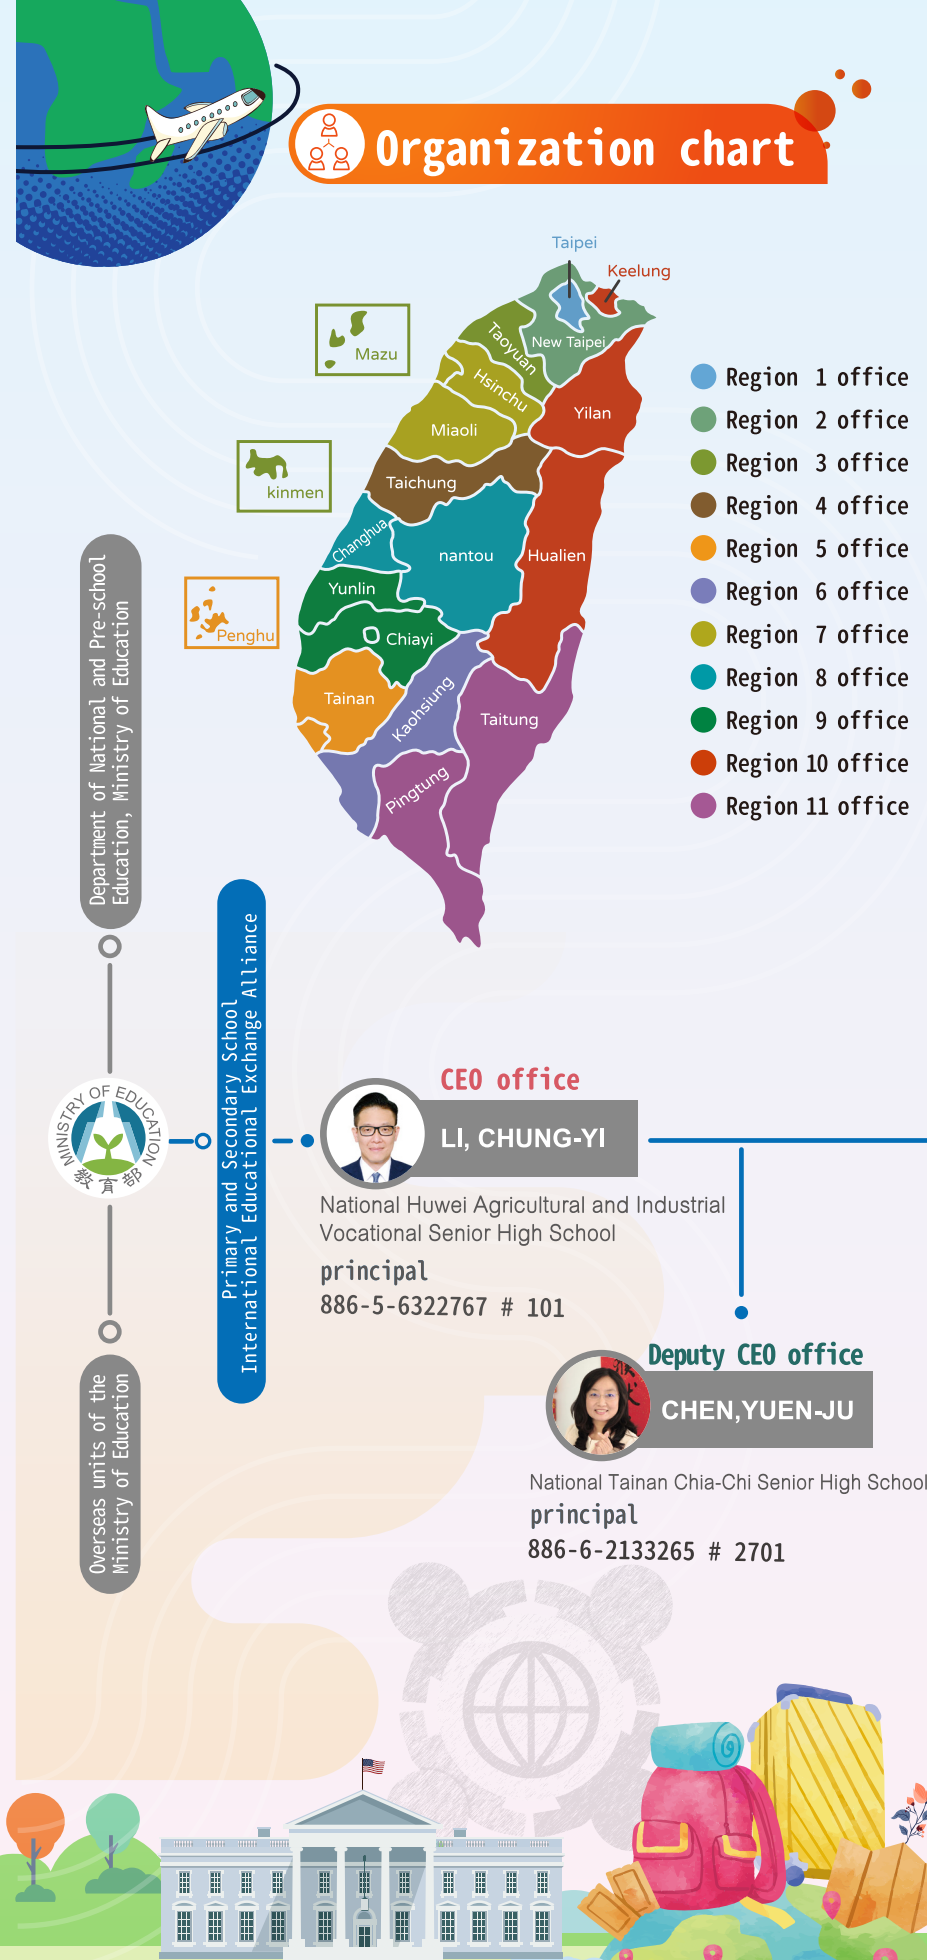 Organization chart
Taipei
Keelung
New Taipei
Taoyuan
Hsinchu
Mazu
Miaoli
Yilan
Taichung
kinmen
Changhua
nantou
Hualien
Yunlin
Penghu
Chiayi
Tainan
Kaohsiung
Taitung
Pingtung
Region 1 office
Region 2 office
Region 3 office
Region 4 office
Region 5 office
Region 6 office
Region 7 office
Region 8 office
Region 9 office
Region 10 office
Region 11 office
Department of National and Pre-school
Education, Ministry of Education
MINISTRY OF EDUCATION
教育部
Overseas units of the
Ministry of Education
Primary and Secondary School
International Educational Exchange Alliance
CEO office
LI, CHUNG-YI
National Huwei Agricultural and Industrial
Vocational Senior High School
principal
886-5-6322767 # 101
Deputy CEO office
CHEN,YUEN-JU
National Tainan Chia-Chi Senior High School
principal
886-6-2133265 # 2701